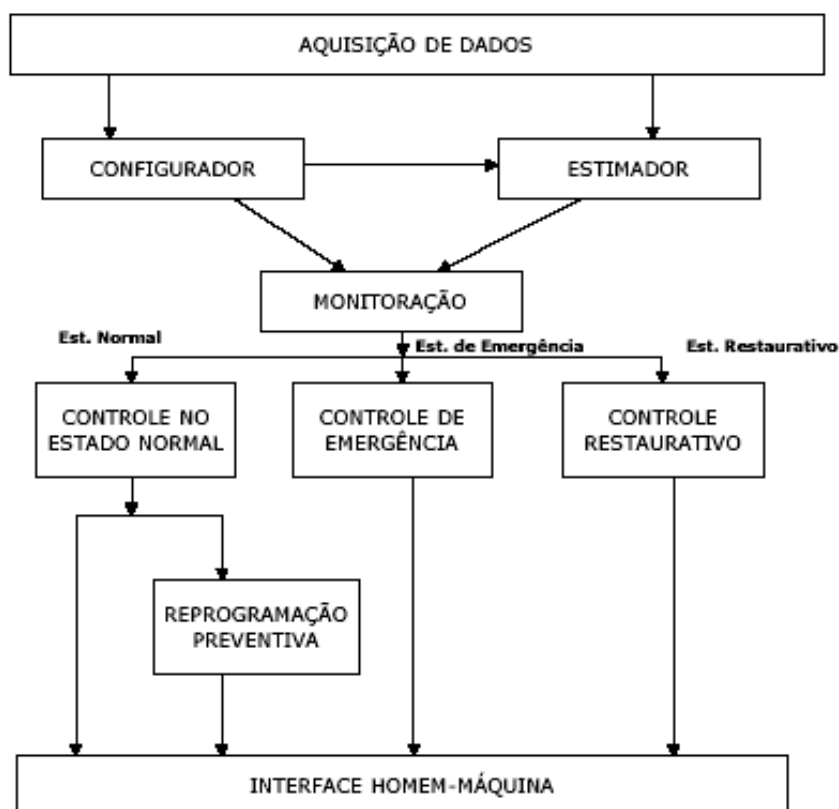 AQUISIÇÃO DE DADOS
CONFIGURADOR
ESTIMADOR
MONITORAÇÃO
Est. Normal
Est. de Emergência
Est. Restaurativo
CONTROLE NO
ESTADO NORMAL
CONTROLE DE
EMERGÊNCIA
CONTROLE
RESTAURATIVO
REPROGRAMAÇÃO
PREVENTIVA
INTERFACE HOMEM-MÁQUINA